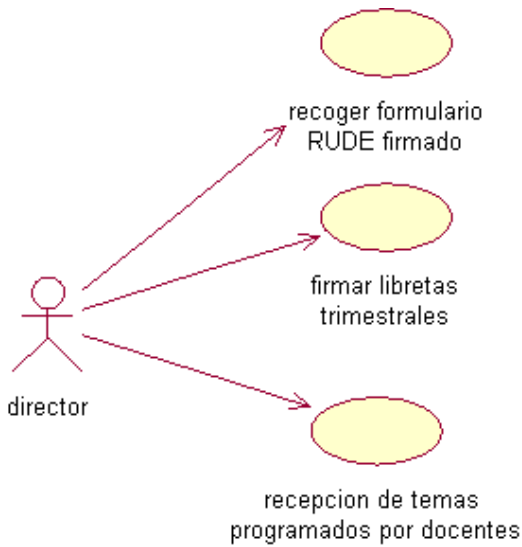 recoger formulario
RUDE firmado
firmar libretas
trimestrales
director
recepcion de temas
programados por docentes